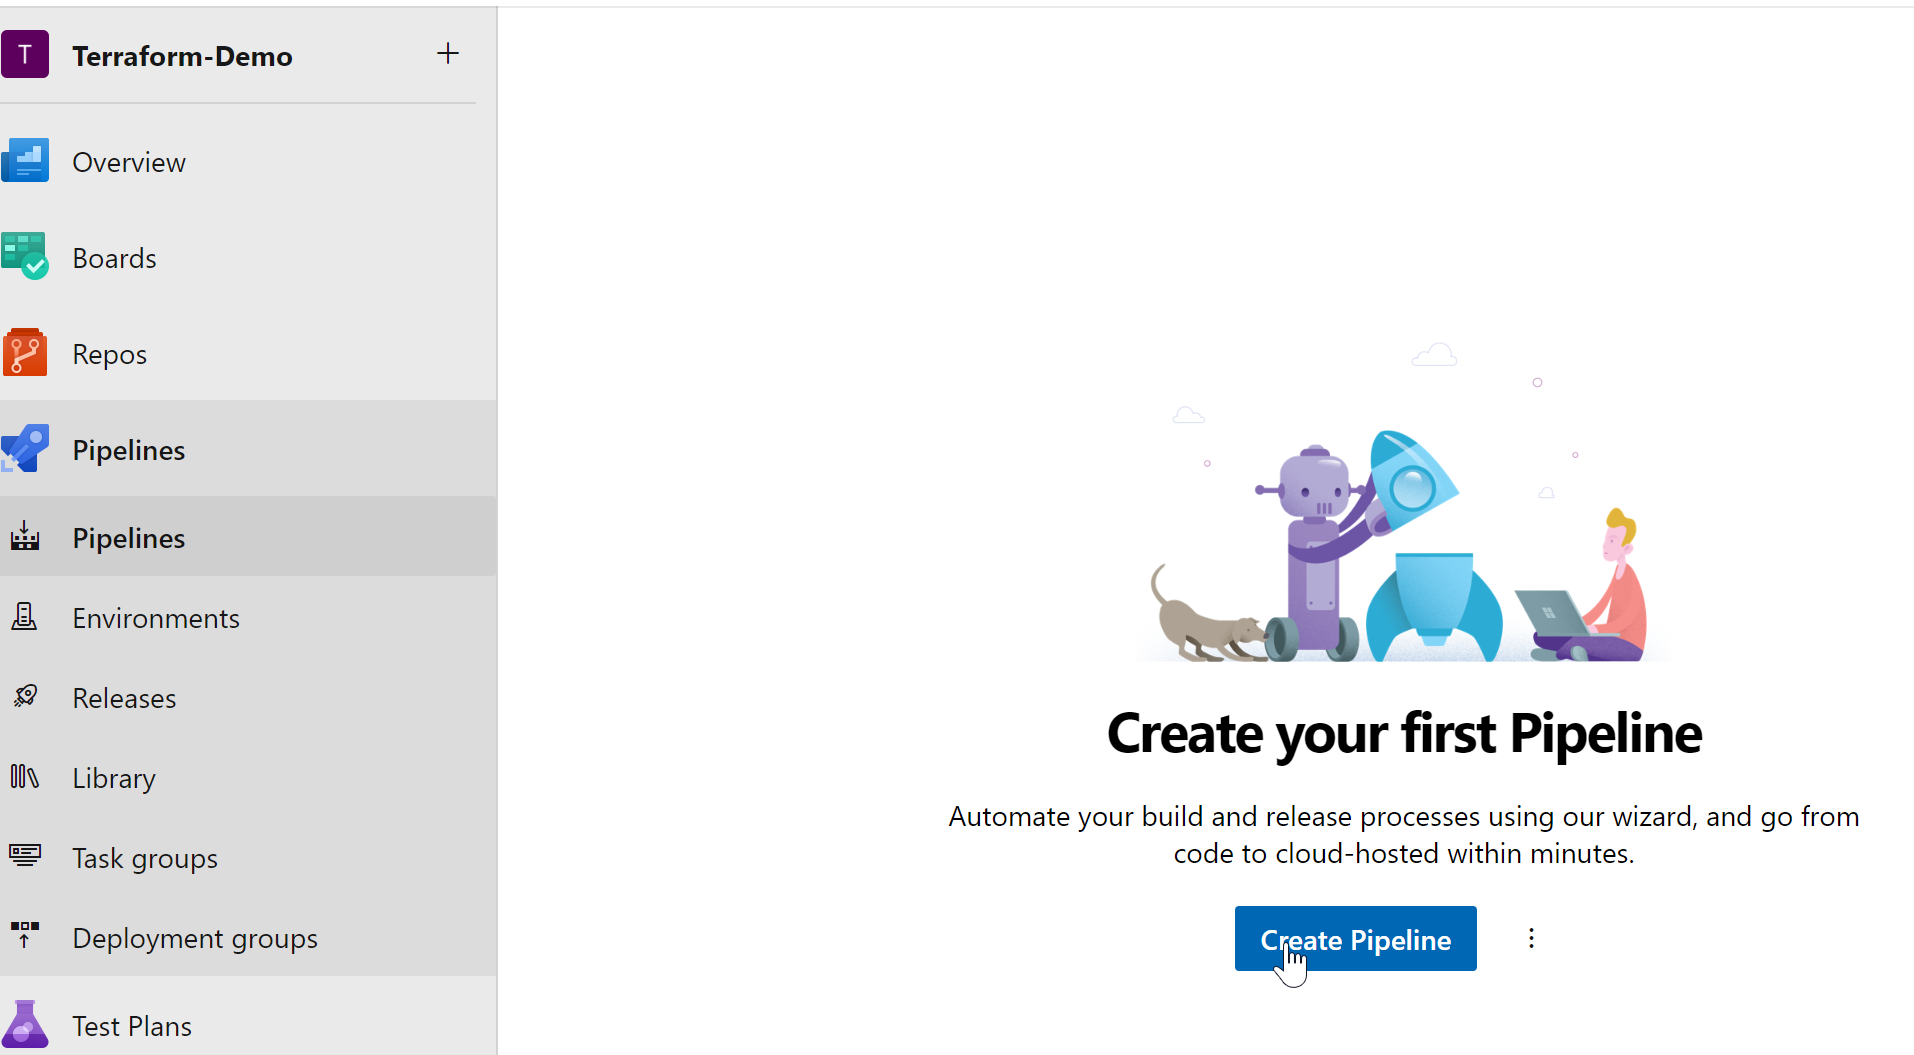 T
Terraform-Demo
Overview
Boards
Repos
Pipelines
Pipelines
Environments
Releases
Library
Task groups
Deployment groups
Test Plans
Create your first Pipeline
Automate your build and release processes using our wizard, and go from
code to cloud-hosted within minutes.
Create Pipeline